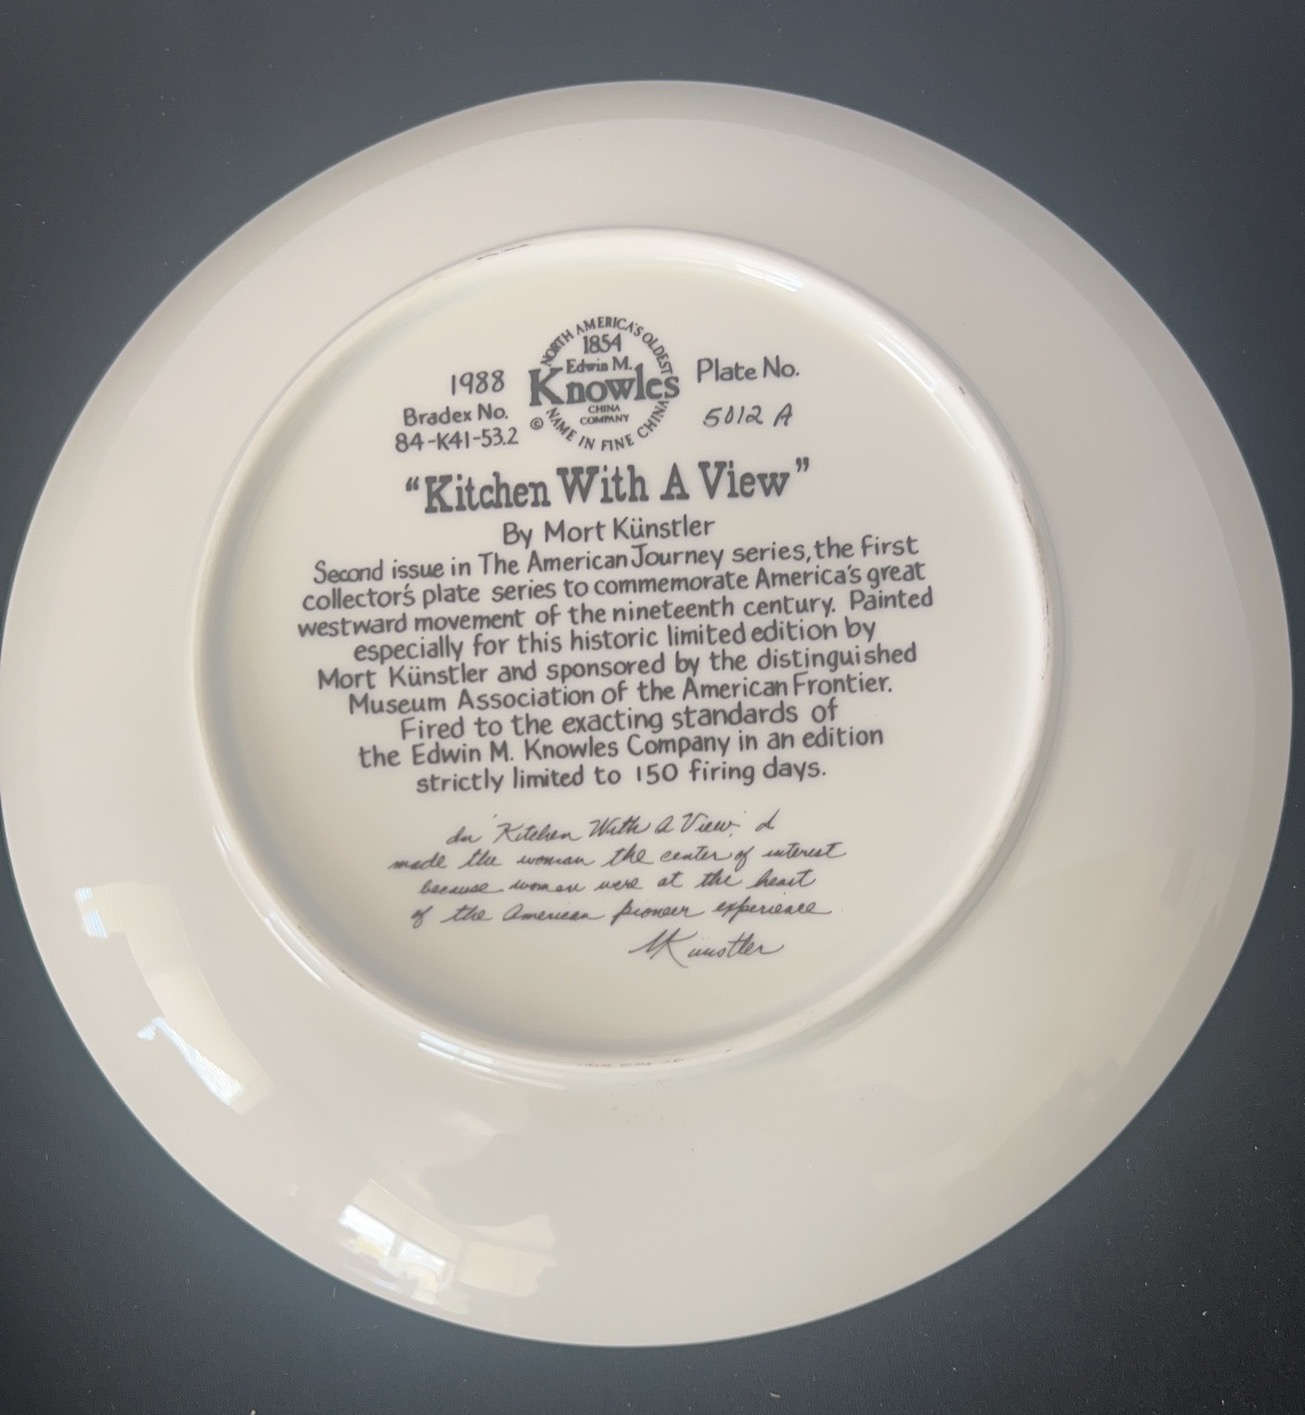 NORTH AMERICA'S OLDEST
1854
Edwin M.
Knowles
CHINA
COMPANY
© NAME IN FINE CHINA
1988
Bradex No.
84-K41-53.2
Plate No.
5012 A
“Kitchen With A View”
By Mort Künstler
Second issue in The American Journey series, the first
collector's plate series to commemorate America's great
westward movement of the nineteenth century. Painted
especially for this historic limited edition by
Mort Künstler and sponsored by the distinguished
Museum Association of the American Frontier.
Fired to the exacting standards of
the Edwin M. Knowles Company in an edition
strictly limited to 150 firing days.
In 'Kitchen With A View', I
made the woman the center of interest
because women were at the heart
of the American pioneer experience
MKünstler